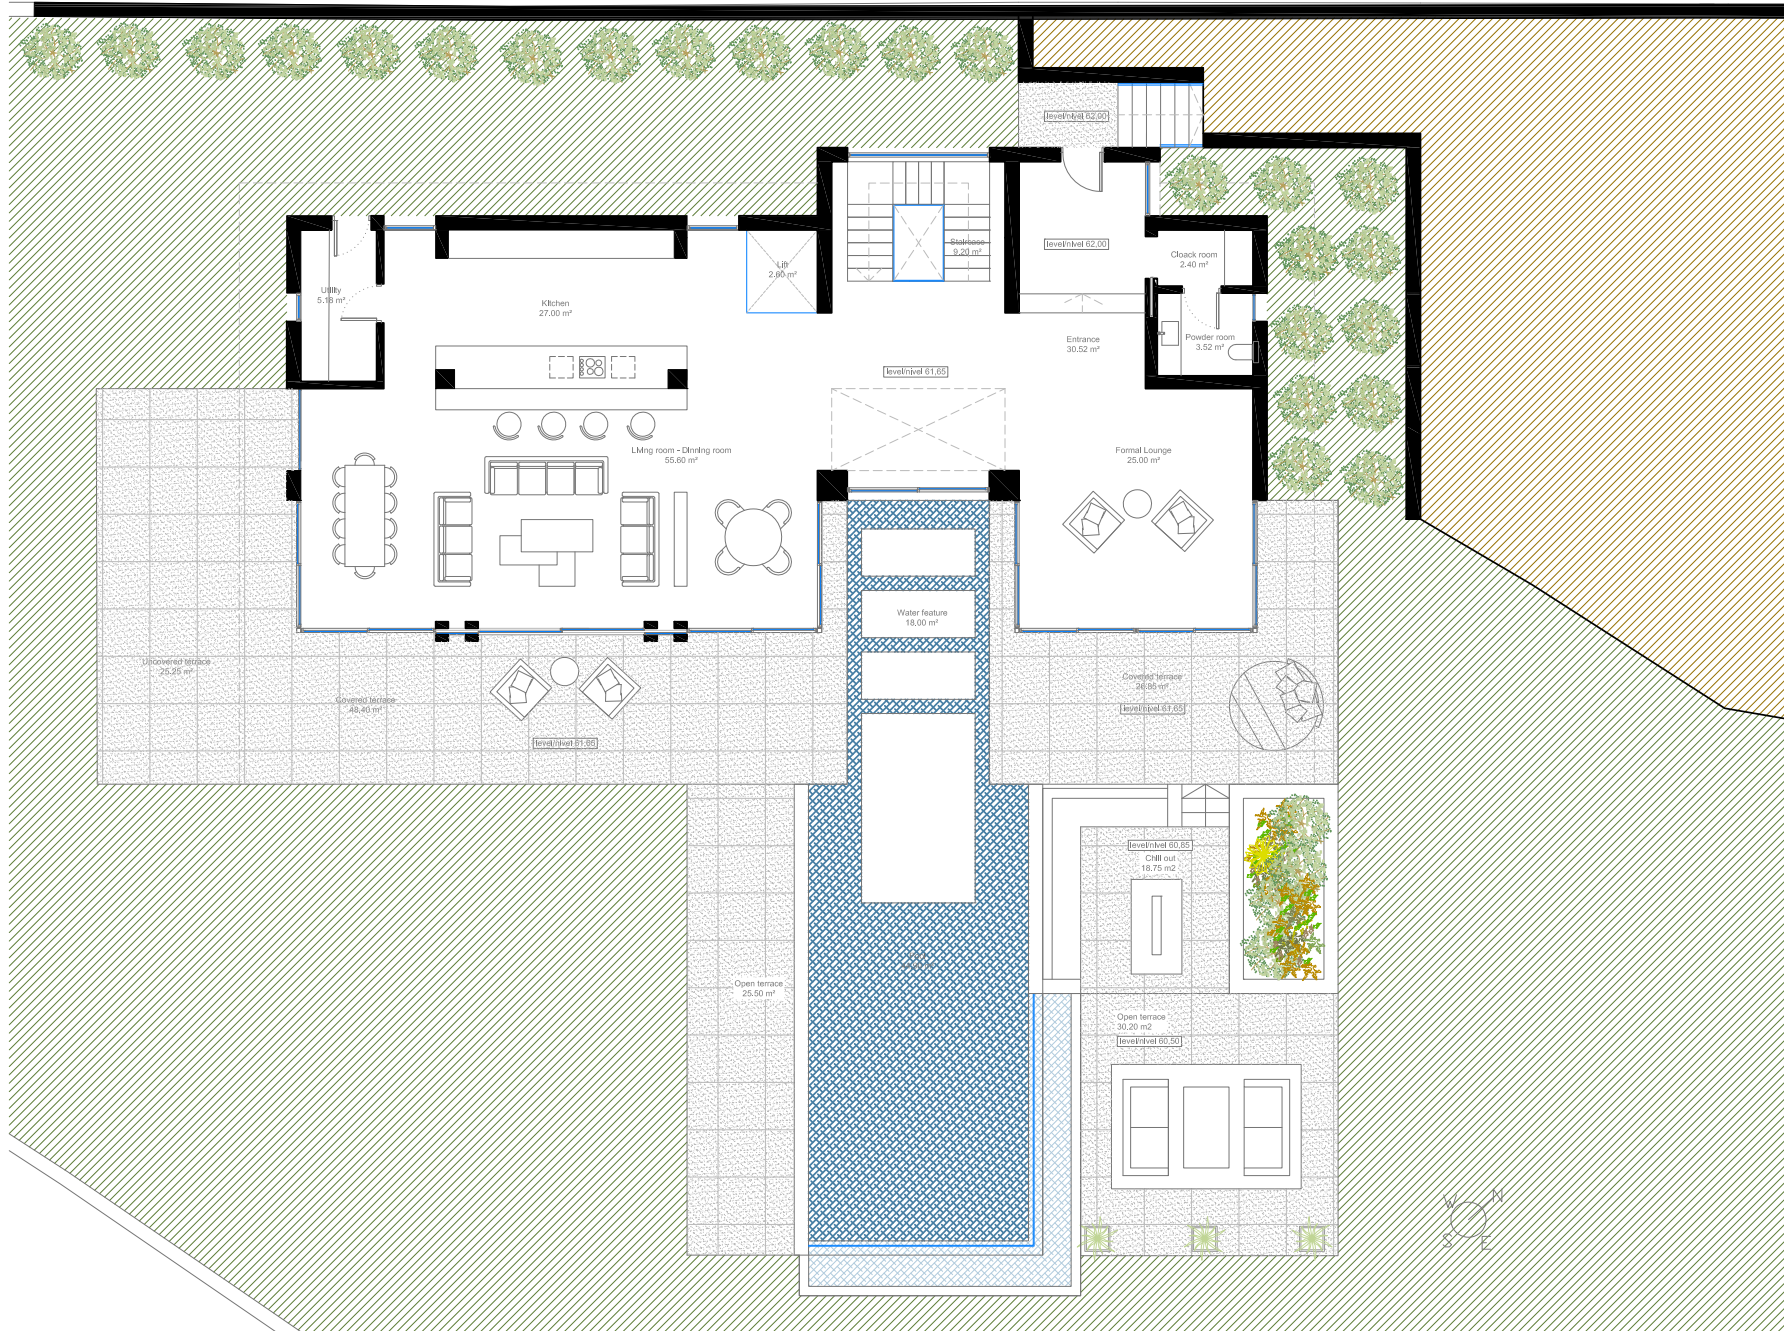 level/nivel 62,00
level/nivel 62,00
Staircase
9,20 m²
Cloack room
2.40 m²
Lift
2.60 m²
Utility
5.18 m²
Kitchen
27.00 m²
Entrance
30.52 m²
Powder room
3.52 m²
level/nivel 61,65
Living room - Dinning room
55.60 m²
Formal Lounge
25.00 m²
Water feature
18,00 m²
Uncovered terrace
25.25 m²
Covered terrace
48,40 m²
level/nivel 61,65
Covered terrace
26.85 m²
level/nivel 61,65
level/nivel 60,85
Chill out
18.75 m2
Open terrace
25.50 m²
Open terrace
30,20 m2
level/nivel 60,50
W N
S E